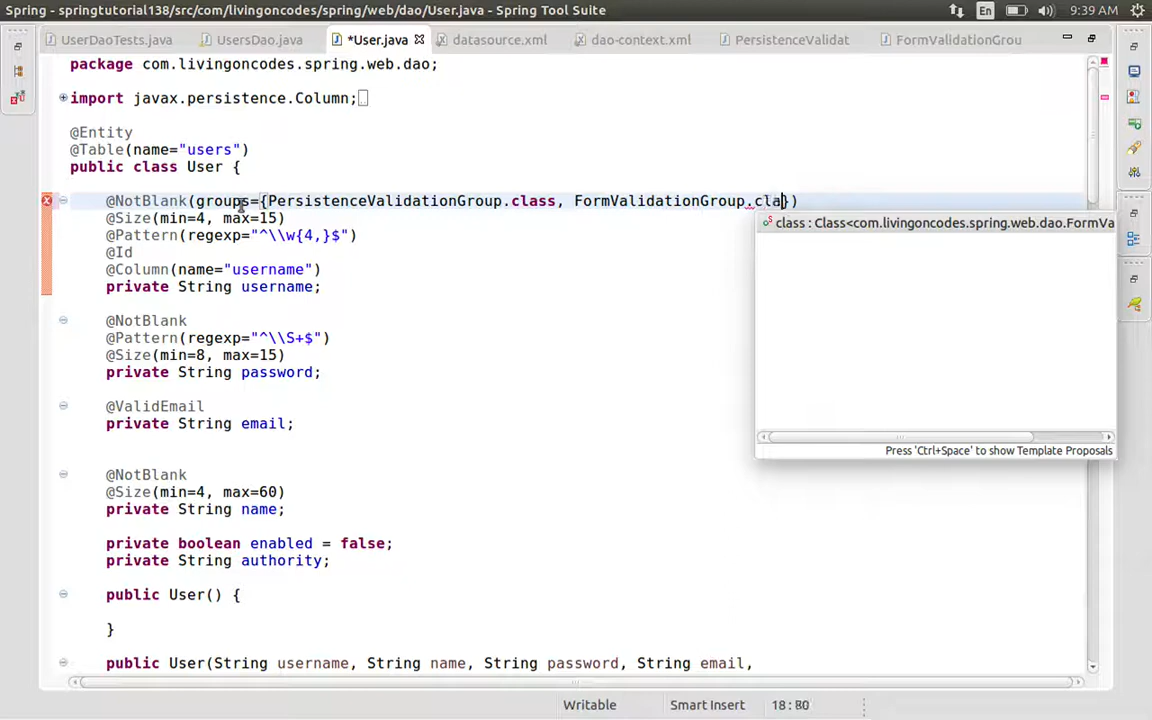 Spring - springtutorial138/src/com/livingoncodes/spring/web/dao/User.java - Spring Tool Suite
En
9:39 AM
UserDaoTests.java
UsersDao.java
*User.java
datasource.xml
dao-context.xml
PersistenceValidat
FormValidationGrou
package com.livingoncodes.spring.web.dao;
import javax.persistence.Column;
@Entity
@Table(name="users")
public class User {
@NotBlank(groups={PersistenceValidationGroup.class, FormValidationGroup.cla})
@Size(min=4, max=15)
class : Class<com.livingoncodes.spring.web.dao.FormVa
@Pattern(regexp="^\\w{4,}$")
@Id
@Column(name="username")
private String username;
@NotBlank
@Pattern(regexp="^\\S+$")
@Size(min=8, max=15)
private String password;
@ValidEmail
private String email;
Press 'Ctrl+Space' to show Template Proposals
@NotBlank
@Size(min=4, max=60)
private String name;
private boolean enabled = false;
private String authority;
public User() {
}
public User(String username, String name, String password, String email,
Writable
Smart Insert
18 : 80